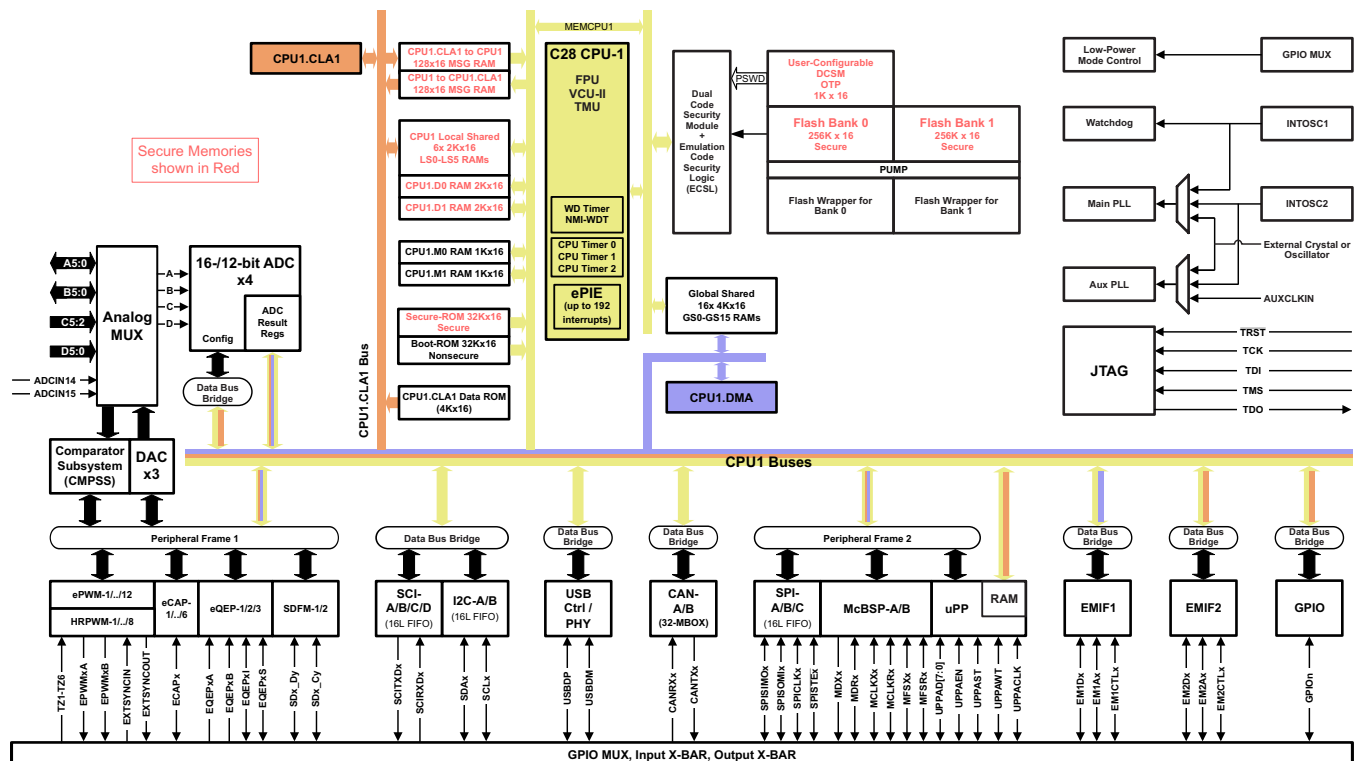 MEMCPU1
CPU1.CLA1
CPU1.CLA1 to CPU1
128x16 MSG RAM
CPU1 to CPU1.CLA1
128x16 MSG RAM
C28 CPU-1
FPU
VCU-II
TMU
PSWD
User-Configurable
DCSM
OTP
1K x 16
Low-Power
Mode Control
GPIO MUX
Dual
Code
Security
Module
+
Emulation
Code
Security
Logic
(ECSL)
Flash Bank 0
256K x 16
Secure
Flash Bank 1
256K x 16
Secure
PUMP
Flash Wrapper for
Bank 0
Flash Wrapper for
Bank 1
Watchdog
INTOSC1
Secure Memories
shown in Red
CPU1 Local Shared
6x 2Kx16
LS0-LS5 RAMs
CPU1.D0 RAM 2Kx16
CPU1.D1 RAM 2Kx16
WD Timer
NMI-WDT
CPU Timer 0
CPU Timer 1
CPU Timer 2
ePIE
(up to 192
interrupts)
Main PLL
INTOSC2
External Crystal or
Oscillator
Aux PLL
AUXCLKIN
CPU1.M0 RAM 1Kx16
CPU1.M1 RAM 1Kx16
A5:0
B5:0
C5:2
D5:0
Analog
MUX
A
B
C
D
16-/12-bit ADC
x4
ADC
Result
Regs
Config
ADCIN14
ADCIN15
Data Bus
Bridge
Secure-ROM 32Kx16
Secure
Boot-ROM 32Kx16
Nonsecure
CPU1.CLA1 Data ROM
(4Kx16)
CPU1.CLA1 Bus
Global Shared
16x 4Kx16
GS0-GS15 RAMs
CPU1.DMA
JTAG
TRST
TCK
TDI
TMS
TDO
Comparator
Subsystem
(CMPSS)
DAC
x3
CPU1 Buses
Peripheral Frame 1
Data Bus Bridge
Data Bus
Bridge
Data Bus
Bridge
Peripheral Frame 2
Data Bus
Bridge
Data Bus
Bridge
Data Bus
Bridge
ePWM-1/../12
HRPWM-1/../8
eCAP-
1/../6
eQEP-1/2/3
SDFM-1/2
SCI-
A/B/C/D
(16L FIFO)
I2C-A/B
(16L FIFO)
USB
Ctrl /
PHY
CAN-
A/B
(32-MBOX)
SPI-
A/B/C
(16L FIFO)
McBSP-A/B
uPP
RAM
EMIF1
EMIF2
GPIO
TZ1-TZ6
EPWMxA
EPWMxB
EXTSYNCIN
EXTSYNCOUT
ECAPx
EQEPxA
EQEPxB
EQEPxI
EQEPxS
SDx_Dy
SDx_Cy
SCITXDx
SCIRXDx
SDAx
SCLx
USBDP
USBDM
CANRXx
CANTXx
SPISIMOx
SPISOMIx
SPICLKx
SPISTEx
MDXx
MDRx
MCLKXx
MCLKRx
MFSXx
MFSRx
UPPAD[7:0]
UPPAEN
UPPAST
UPPAWT
UPPACLK
EM1Dx
EM1Ax
EM1CTLx
EM2Dx
EM2Ax
EM2CTLx
GPIOn
GPIO MUX, Input X-BAR, Output X-BAR